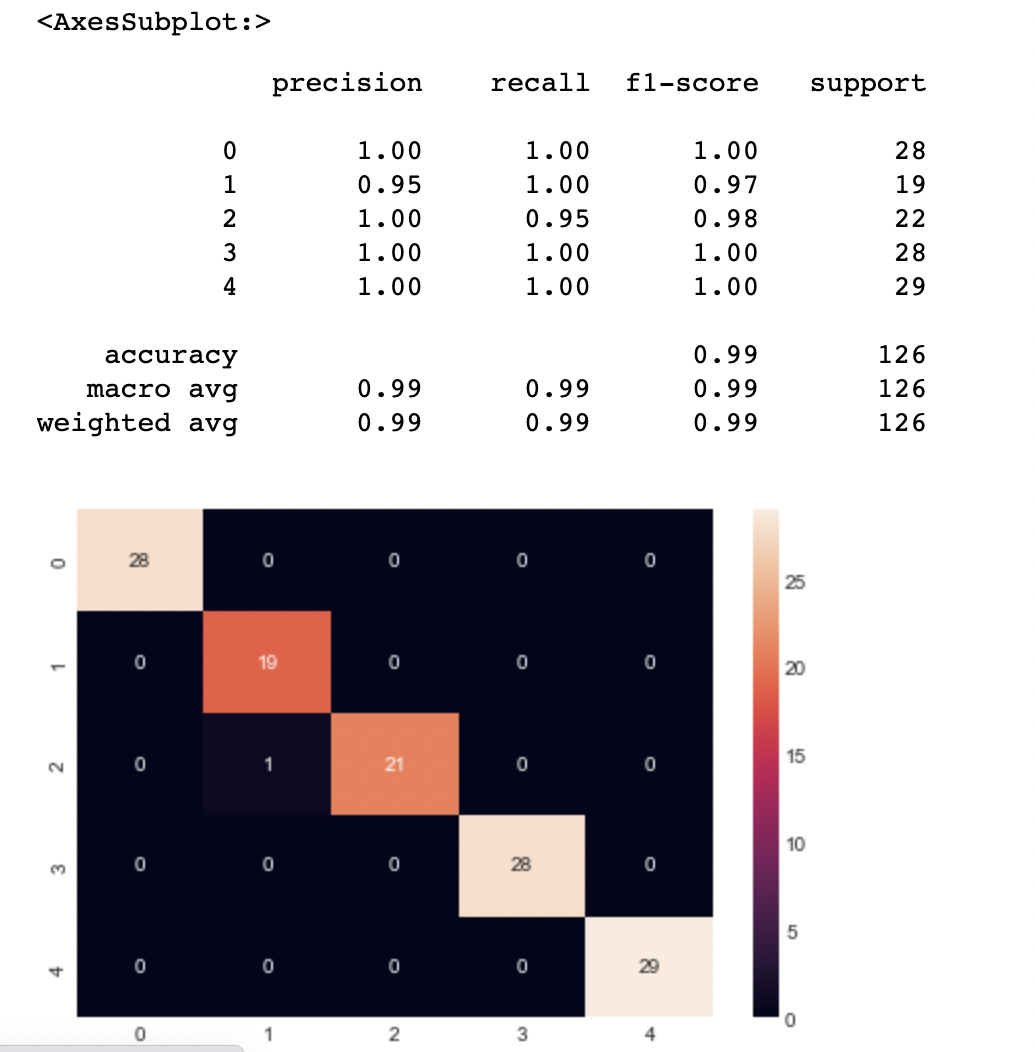 <AxesSubplot:>
precision recall f1-score support
0 1.00 1.00 1.00 28
1 0.95 1.00 0.97 19
2 1.00 0.95 0.98 22
3 1.00 1.00 1.00 28
4 1.00 1.00 1.00 29
accuracy 0.99 126
macro avg 0.99 0.99 0.99 126
weighted avg 0.99 0.99 0.99 126
0 28 0 0 0 0
1 0 19 0 0 0
2 0 1 21 0 0
3 0 0 0 28 0
4 0 0 0 0 29
0 1 2 3 4
25
20
15
10
5
0